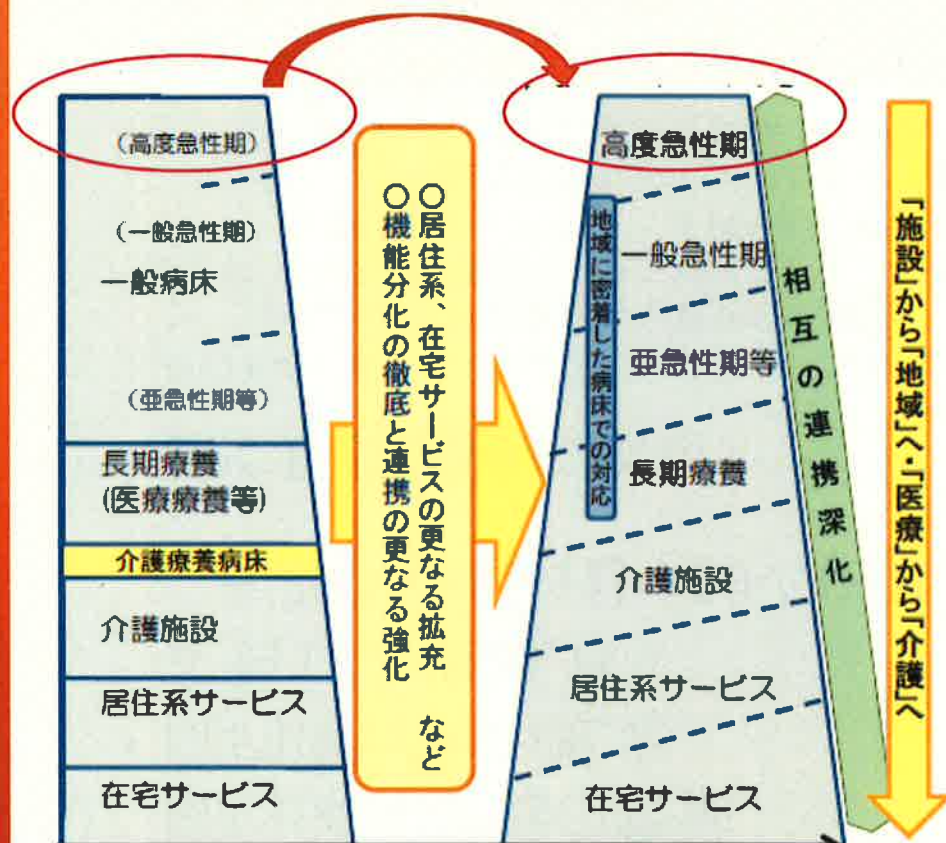 （高度急性期）
（一般急性期）
一般病床
（亜急性期等）
長期療養
（医療療養等）
介護療養病床
介護施設
居住系サービス
在宅サービス
○居住系、在宅サービスの更なる拡充　など
○機能分化の徹底と連携の更なる強化
高度急性期
一般急性期
亜急性期等
長期療養
介護施設
居住系サービス
在宅サービス
地域に密着した病床での対応
相互の連携深化
「施設」から「地域」へ・「医療」から「介護」へ